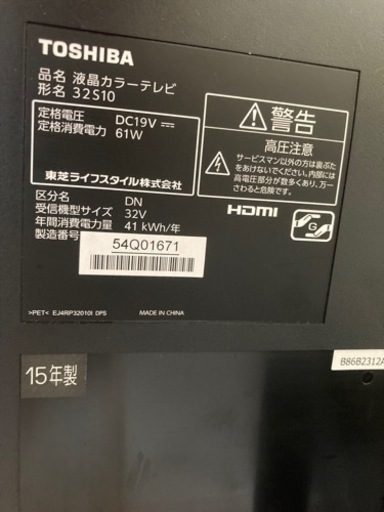 TOSHIBA
品名 液晶カラーテレビ
形名 32S10
定格電圧 DC19V ⎓
定格消費電力 61W
東芝ライフスタイル株式会社
区分名 DN
受信機型サイズ 32V
年間消費電力量 41 kWh/年
製造番号
54Q01671
⚠警告
高圧注意
サービスマン以外の方は裏ぶた
をあけないでください。内部には
高電圧部分が数多くあり、万一
さわると危険です。
HDMI
G
>PET< EJ4RP32010I DPS
MADE IN CHINA
15年製
B86B2312A